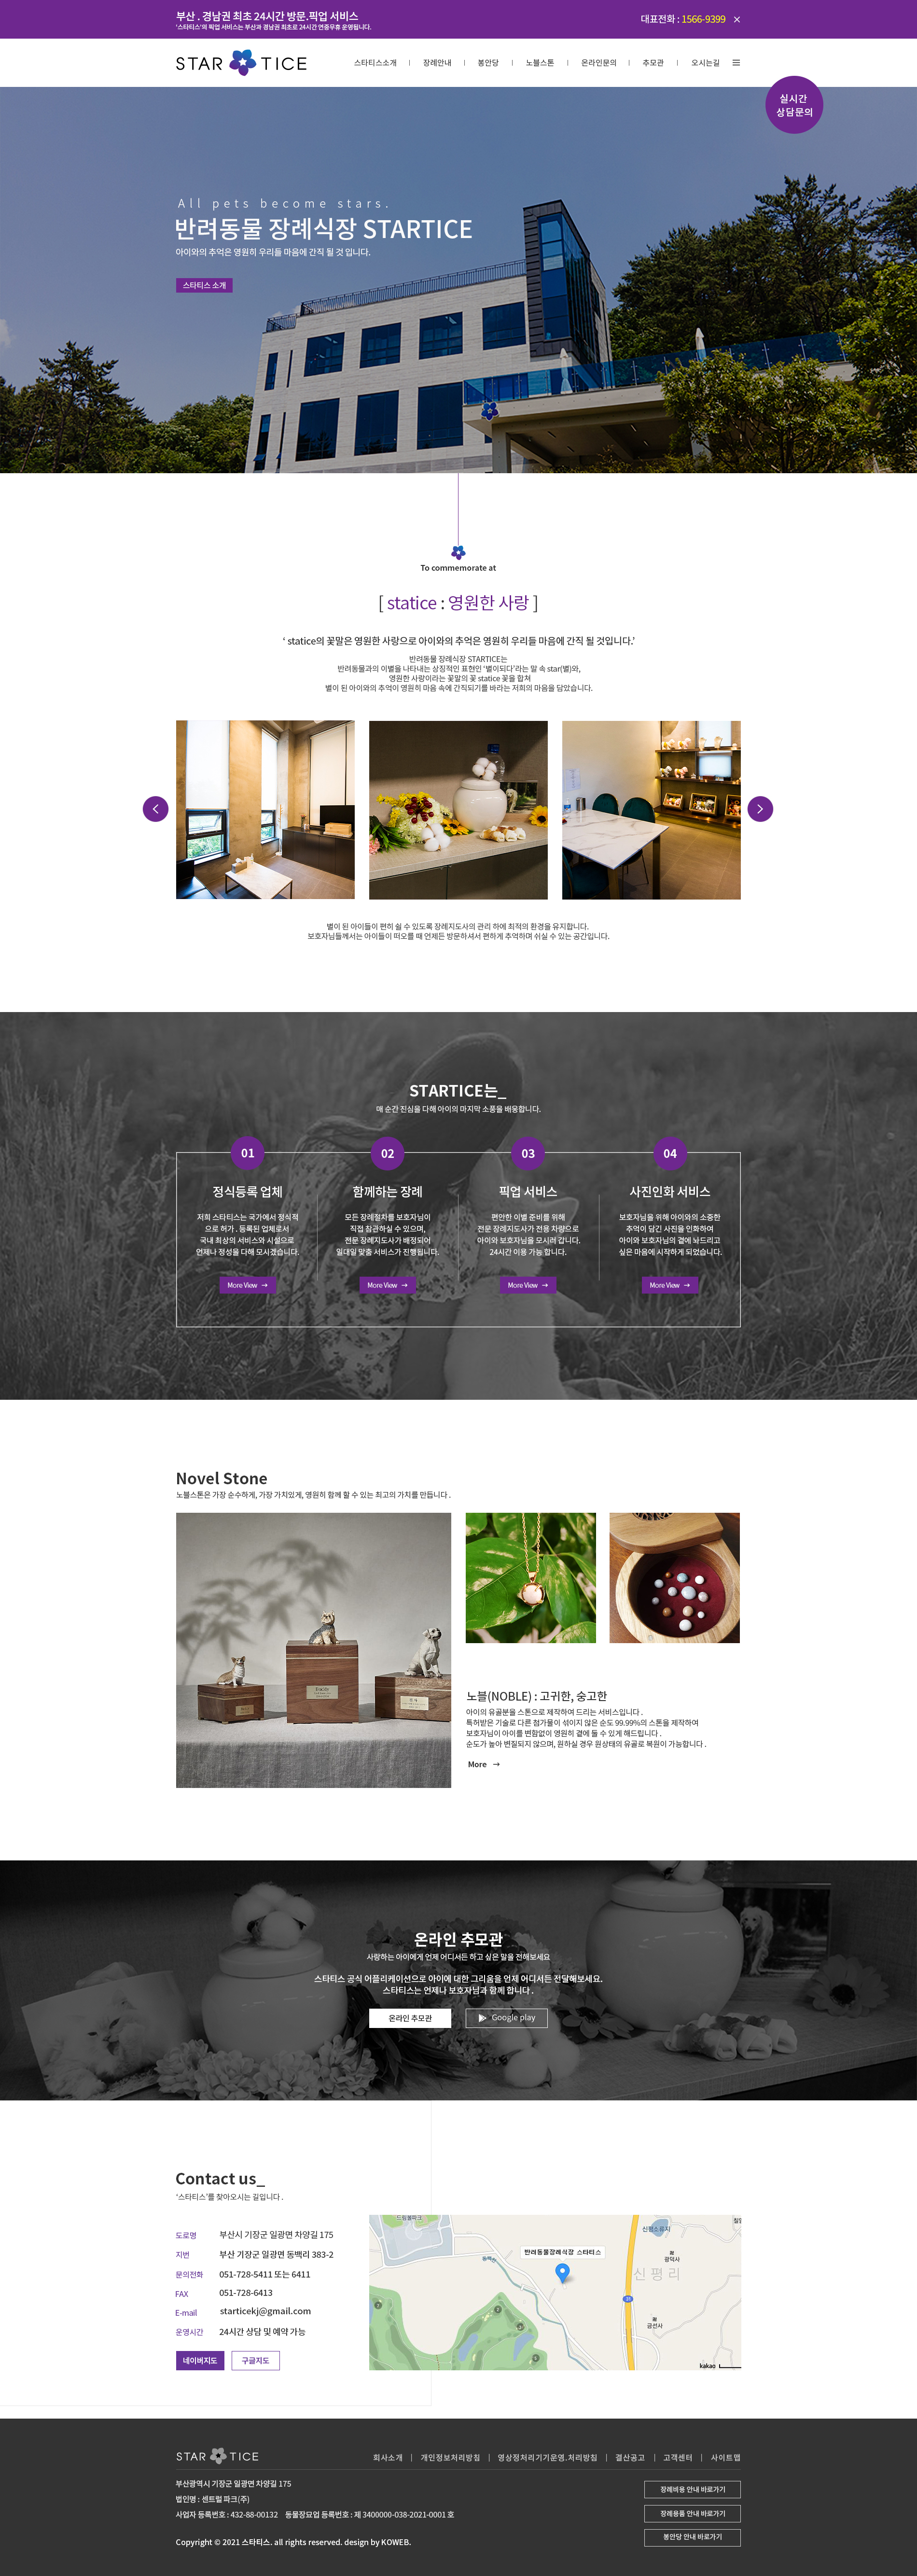 부산 . 경남권 최초 24시간 방문.픽업 서비스
'스타티스'의 픽업 서비스는 부산과 경남권 최초로 24시간 연중무휴 운영됩니다.
대표전화 : 1566-9399 ×
STAR TICE
스타티스소개 | 장례안내 | 봉안당 | 노블스톤 | 온라인문의 | 추모관 | 오시는길
실시간
상담문의
All pets become stars.
반려동물 장례식장 STARTICE
아이와의 추억은 영원히 우리들 마음에 간직 될 것 입니다.
스타티스 소개
To commemorate at
[ statice : 영원한 사랑 ]
‘ statice의 꽃말은 영원한 사랑으로 아이와의 추억은 영원히 우리들 마음에 간직 될 것입니다.’
반려동물 장례식장 STARTICE는
반려동물과의 이별을 나타내는 상징적인 표현인 '별이되다'라는 말 속 star(별)와,
영원한 사랑이라는 꽃말의 꽃 statice 꽃을 합쳐
별이 된 아이와의 추억이 영원히 마음 속에 간직되기를 바라는 저희의 마음을 담았습니다.
별이 된 아이들이 편히 쉴 수 있도록 장례지도사의 관리 하에 최적의 환경을 유지합니다.
보호자님들께서는 아이들이 떠오를 때 언제든 방문하셔서 편하게 추억하며 쉬실 수 있는 공간입니다.
STARTICE는_
매 순간 진심을 다해 아이의 마지막 소풍을 배웅합니다.
01
정식등록 업체
저희 스타티스는 국가에서 정식적
으로 허가 . 등록된 업체로서
국내 최상의 서비스와 시설으로
언제나 정성을 다해 모시겠습니다.
More View →
02
함께하는 장례
모든 장례절차를 보호자님이
직접 참관하실 수 있으며,
전문 장례지도사가 배정되어
일대일 맞춤 서비스가 진행됩니다.
More View →
03
픽업 서비스
편안한 이별 준비를 위해
전문 장례지도사가 전용 차량으로
아이와 보호자님을 모시러 갑니다.
24시간 이용 가능 합니다.
More View →
04
사진인화 서비스
보호자님을 위해 아이와의 소중한
추억이 담긴 사진을 인화하여
아이와 보호자님의 곁에 놔드리고
싶은 마음에 시작하게 되었습니다.
More View →
Novel Stone
노블스톤은 가장 순수하게, 가장 가치있게, 영원히 함께 할 수 있는 최고의 가치를 만듭니다 .
노블(NOBLE) : 고귀한, 숭고한
아이의 유골분을 스톤으로 제작하여 드리는 서비스입니다 .
특허받은 기술로 다른 첨가물이 섞이지 않은 순도 99.99%의 스톤을 제작하여
보호자님이 아이를 변함없이 영원히 곁에 둘 수 있게 해드립니다 .
순도가 높아 변질되지 않으며, 원하실 경우 원상태의 유골로 복원이 가능합니다 .
More →
온라인 추모관
사랑하는 아이에게 언제 어디서든 하고 싶은 말을 전해보세요
스타티스 공식 어플리케이션으로 아이에 대한 그리움을 언제 어디서든 전달해보세요.
스타티스는 언제나 보호자님과 함께 합니다 .
온라인 추모관
Google play
Contact us_
'스타티스'를 찾아오시는 길입니다 .
도로명 부산시 기장군 일광면 차양길 175
지번 부산 기장군 일광면 동백리 383-2
문의전화 051-728-5411 또는 6411
FAX 051-728-6413
E-mail starticekj@gmail.com
운영시간 24시간 상담 및 예약 가능
네이버지도 구글지도
드림볼파크
동백천
반려동물장례식장 스타티스
신평소류지
광덕사
신평리
31
금선사
kakao
STAR TICE
회사소개 | 개인정보처리방침 | 영상정처리기기운영.처리방침 | 결산공고 | 고객센터 | 사이트맵
부산광역시 기장군 일광면 차양길 175
법인명 : 센트럴 파크(주)
사업자 등록번호 : 432-88-00132 동물장묘업 등록번호 : 제 3400000-038-2021-0001 호
Copyright © 2021 스타티스. all rights reserved. design by KOWEB.
장례비용 안내 바로가기
장례용품 안내 바로가기
봉안당 안내 바로가기